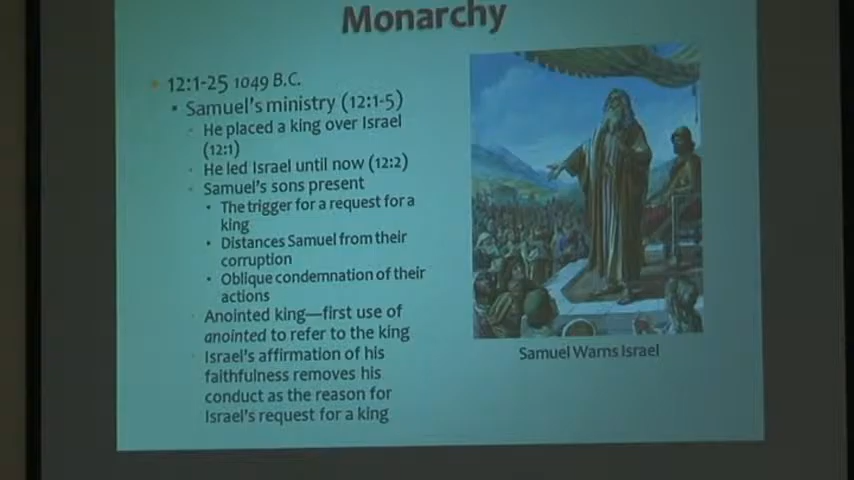 Monarchy
12:1-25 1049 B.C.
Samuel's ministry (12:1-5)
He placed a king over Israel
(12:1)
He led Israel until now (12:2)
Samuel's sons present
The trigger for a request for a
king
Distances Samuel from their
corruption
Oblique condemnation of their
actions
Anointed king—first use of
anointed to refer to the king
Israel's affirmation of his
faithfulness removes his
conduct as the reason for
Israel's request for a king
Samuel Warns Israel